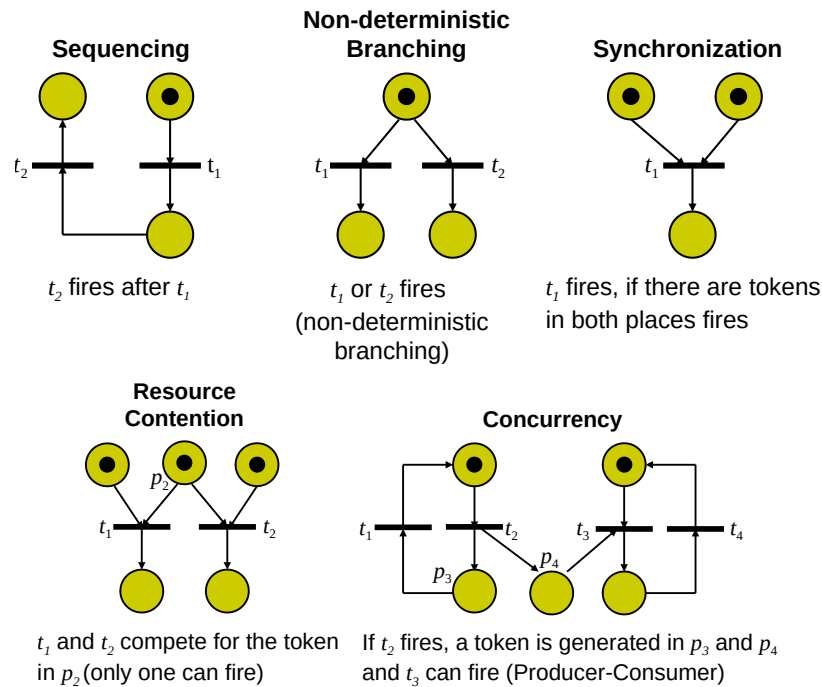 Sequencing
t2
t1
t2 fires after t1
Non-deterministic
Branching
t1
t2
t1 or t2 fires
(non-deterministic
branching)
Synchronization
t1
t1 fires, if there are tokens
in both places fires
Resource
Contention
p2
t1
t2
t1 and t2 compete for the token
in p2 (only one can fire)
Concurrency
t1
t2
t3
t4
p3
p4
If t2 fires, a token is generated in p3 and p4
and t3 can fire (Producer-Consumer)